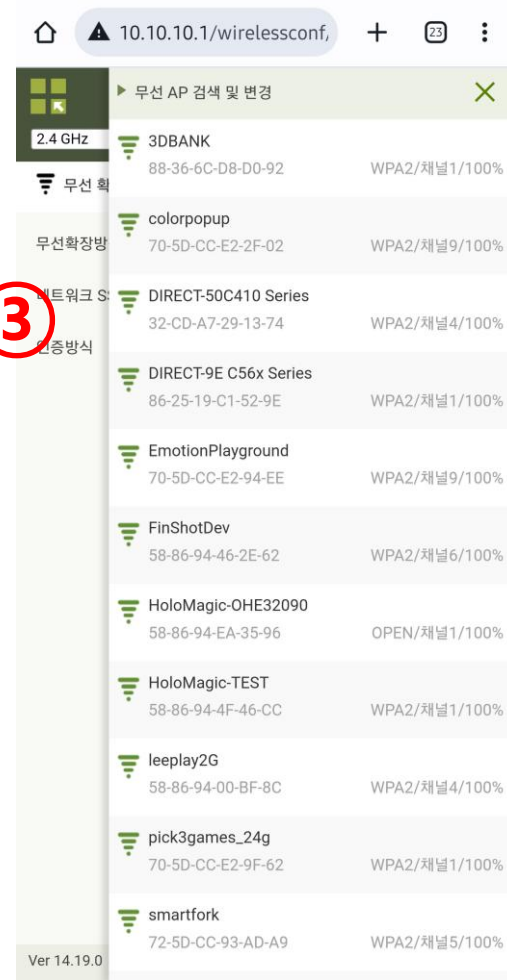 10.10.10.1/wirelessconf,
23
무선 AP 검색 및 변경
2.4 GHz
무선 확
무선확장방
네트워크 S
인증방식
3
3DBANK
88-36-6C-D8-D0-92 WPA2/채널1/100%
colorpopup
70-5D-CC-E2-2F-02 WPA2/채널9/100%
DIRECT-50C410 Series
32-CD-A7-29-13-74 WPA2/채널4/100%
DIRECT-9E C56x Series
86-25-19-C1-52-9E WPA2/채널1/100%
EmotionPlayground
70-5D-CC-E2-94-EE WPA2/채널9/100%
FinShotDev
58-86-94-46-2E-62 WPA2/채널6/100%
HoloMagic-OHE32090
58-86-94-EA-35-96 OPEN/채널1/100%
HoloMagic-TEST
58-86-94-4F-46-CC WPA2/채널1/100%
leeplay2G
58-86-94-00-BF-8C WPA2/채널4/100%
pick3games_24g
70-5D-CC-E2-9F-62 WPA2/채널1/100%
smartfork
72-5D-CC-93-AD-A9 WPA2/채널5/100%
Ver 14.19.0